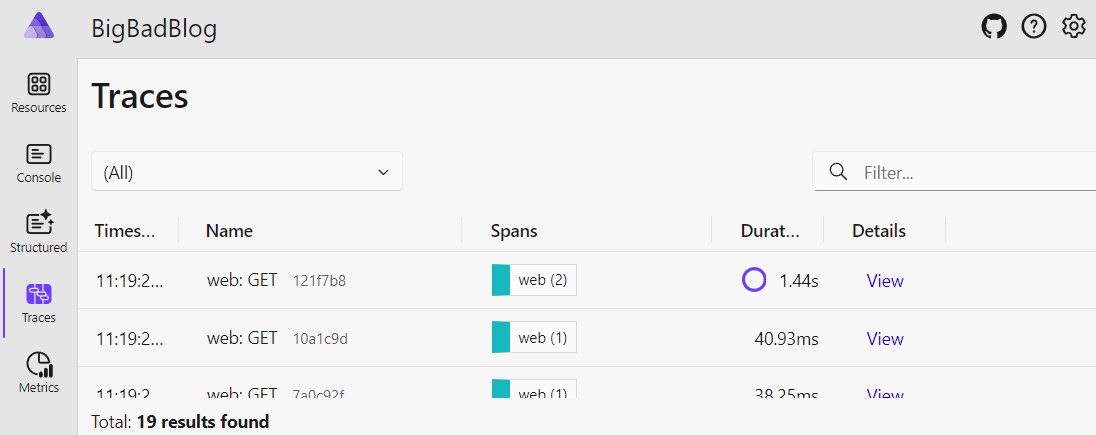 BigBadBlog
Resources
Console
Structured
Traces
Metrics
Traces
(All)
Filter...
Times... Name Spans Durat... Details
11:19:2... web: GET 121f7b8 web (2) 1.44s View
11:19:2... web: GET 10a1c9d web (1) 40.93ms View
11:19:2... web: GET 7a0c92f web (1) 38.25ms View
Total: 19 results found